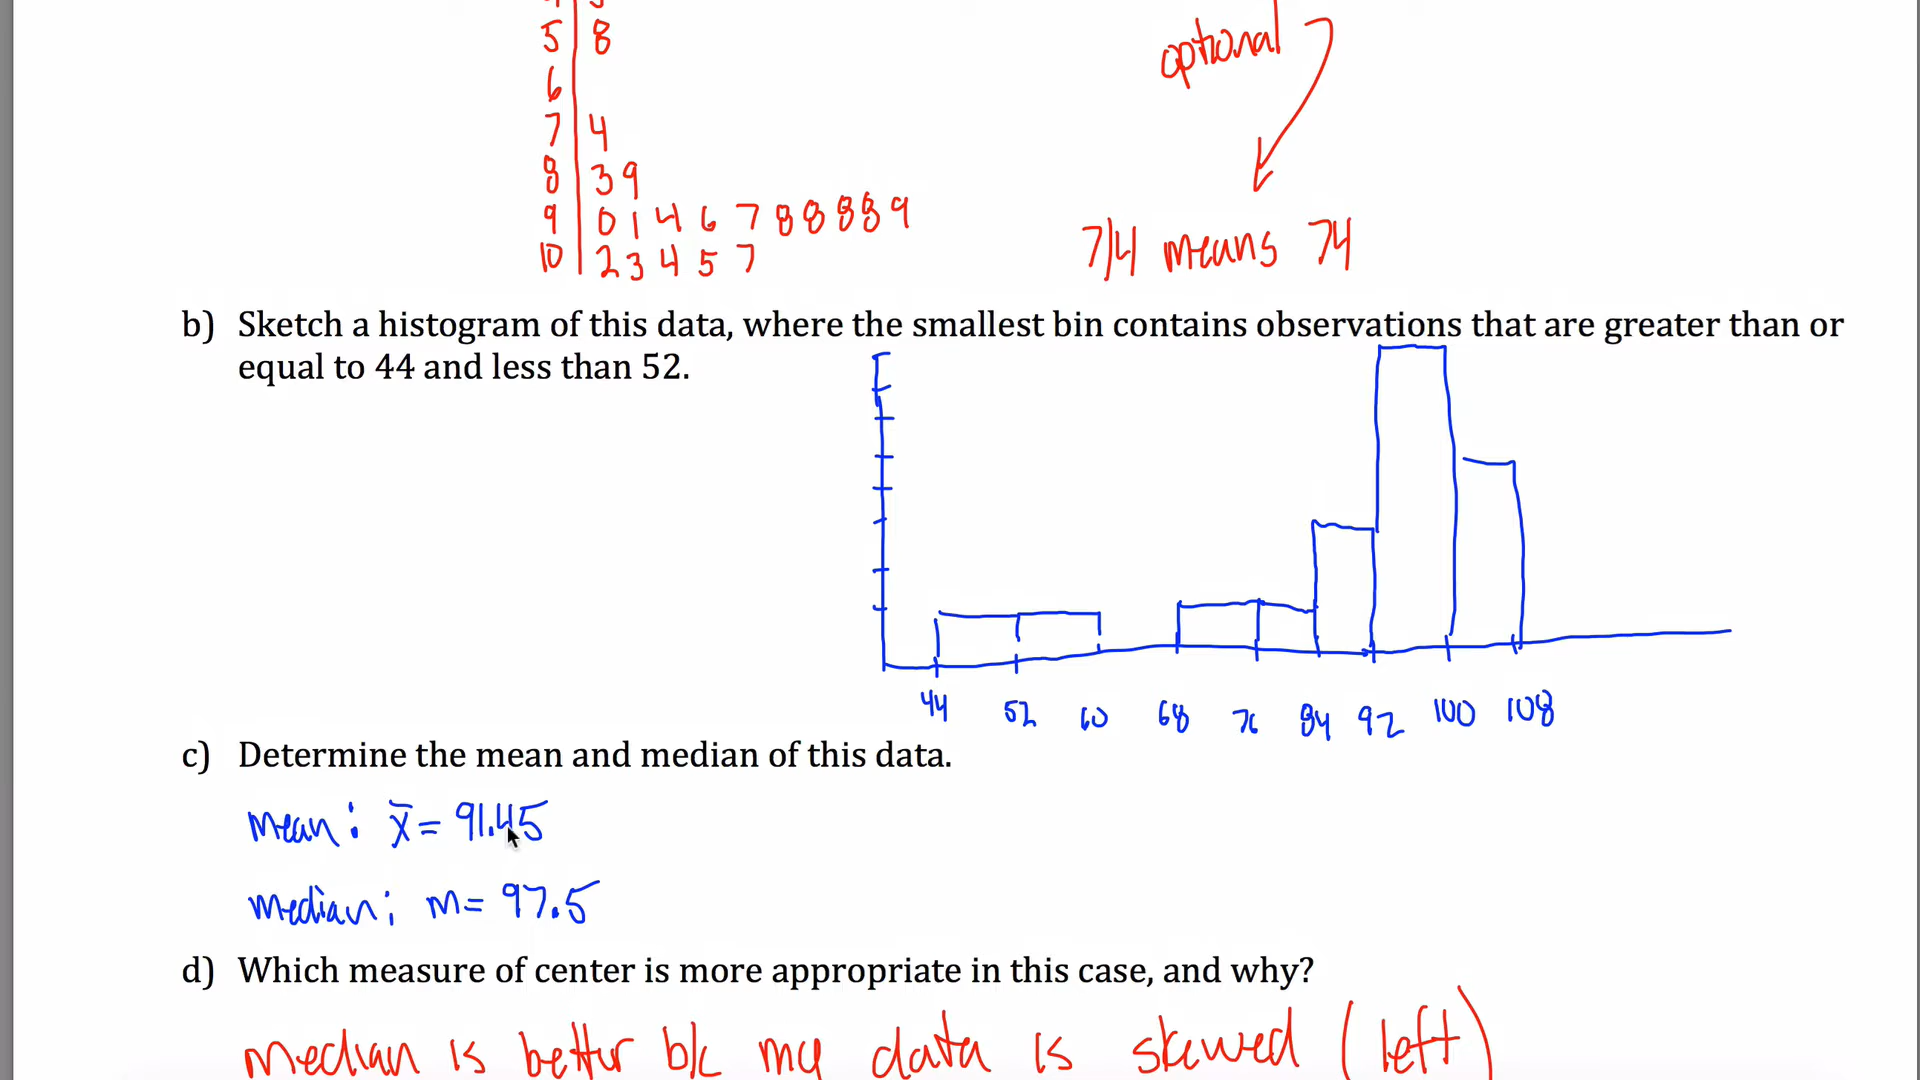 5 | 8
optional
6 |
7 | 4
8 | 3 9
9 | 0 1 4 6 7 8 8 8 8 9
10 | 2 3 4 5 7
7|4 means 74
b) Sketch a histogram of this data, where the smallest bin contains observations that are greater than or
equal to 44 and less than 52.
44 52 60 68 76 84 92 100 108
c) Determine the mean and median of this data.
mean: x̄ = 91.45
median: m = 97.5
d) Which measure of center is more appropriate in this case, and why?
median is better b/c my data is skewed (left)